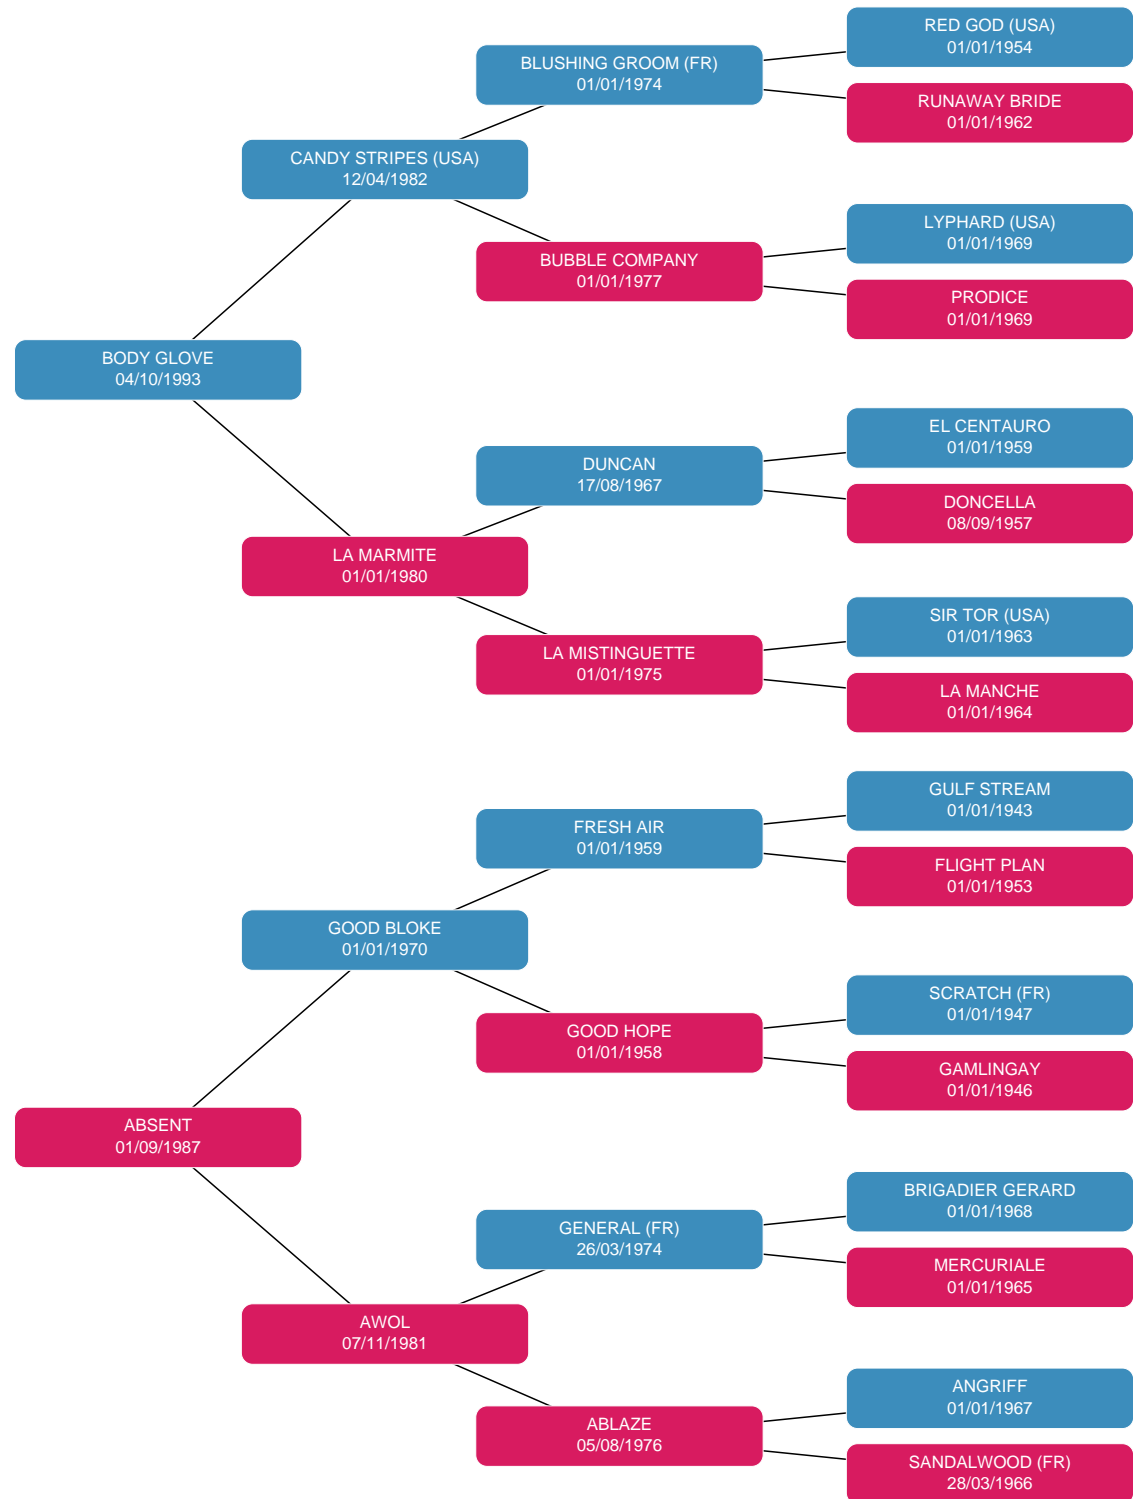 RED GOD (USA)
01/01/1954
BLUSHING GROOM (FR)
01/01/1974
RUNAWAY BRIDE
01/01/1962
CANDY STRIPES (USA)
12/04/1982
LYPHARD (USA)
01/01/1969
BUBBLE COMPANY
01/01/1977
PRODICE
01/01/1969
BODY GLOVE
04/10/1993
EL CENTAURO
01/01/1959
DUNCAN
17/08/1967
DONCELLA
08/09/1957
LA MARMITE
01/01/1980
SIR TOR (USA)
01/01/1963
LA MISTINGUETTE
01/01/1975
LA MANCHE
01/01/1964
GULF STREAM
01/01/1943
FRESH AIR
01/01/1959
FLIGHT PLAN
01/01/1953
GOOD BLOKE
01/01/1970
SCRATCH (FR)
01/01/1947
GOOD HOPE
01/01/1958
GAMLINGAY
01/01/1946
ABSENT
01/09/1987
BRIGADIER GERARD
01/01/1968
GENERAL (FR)
26/03/1974
MERCURIALE
01/01/1965
AWOL
07/11/1981
ANGRIFF
01/01/1967
ABLAZE
05/08/1976
SANDALWOOD (FR)
28/03/1966